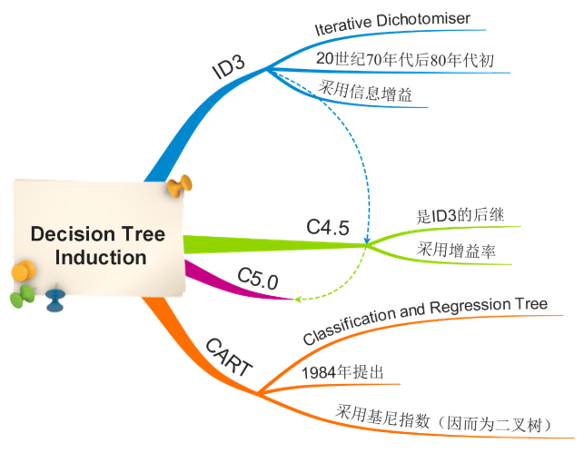 ID3
Iterative Dichotomiser
20世纪70年代后80年代初
采用信息增益
Decision Tree
Induction
C4.5
是ID3的后继
采用增益率
C5.0
CART
Classification and Regression Tree
1984年提出
采用基尼指数（因而为二叉树）